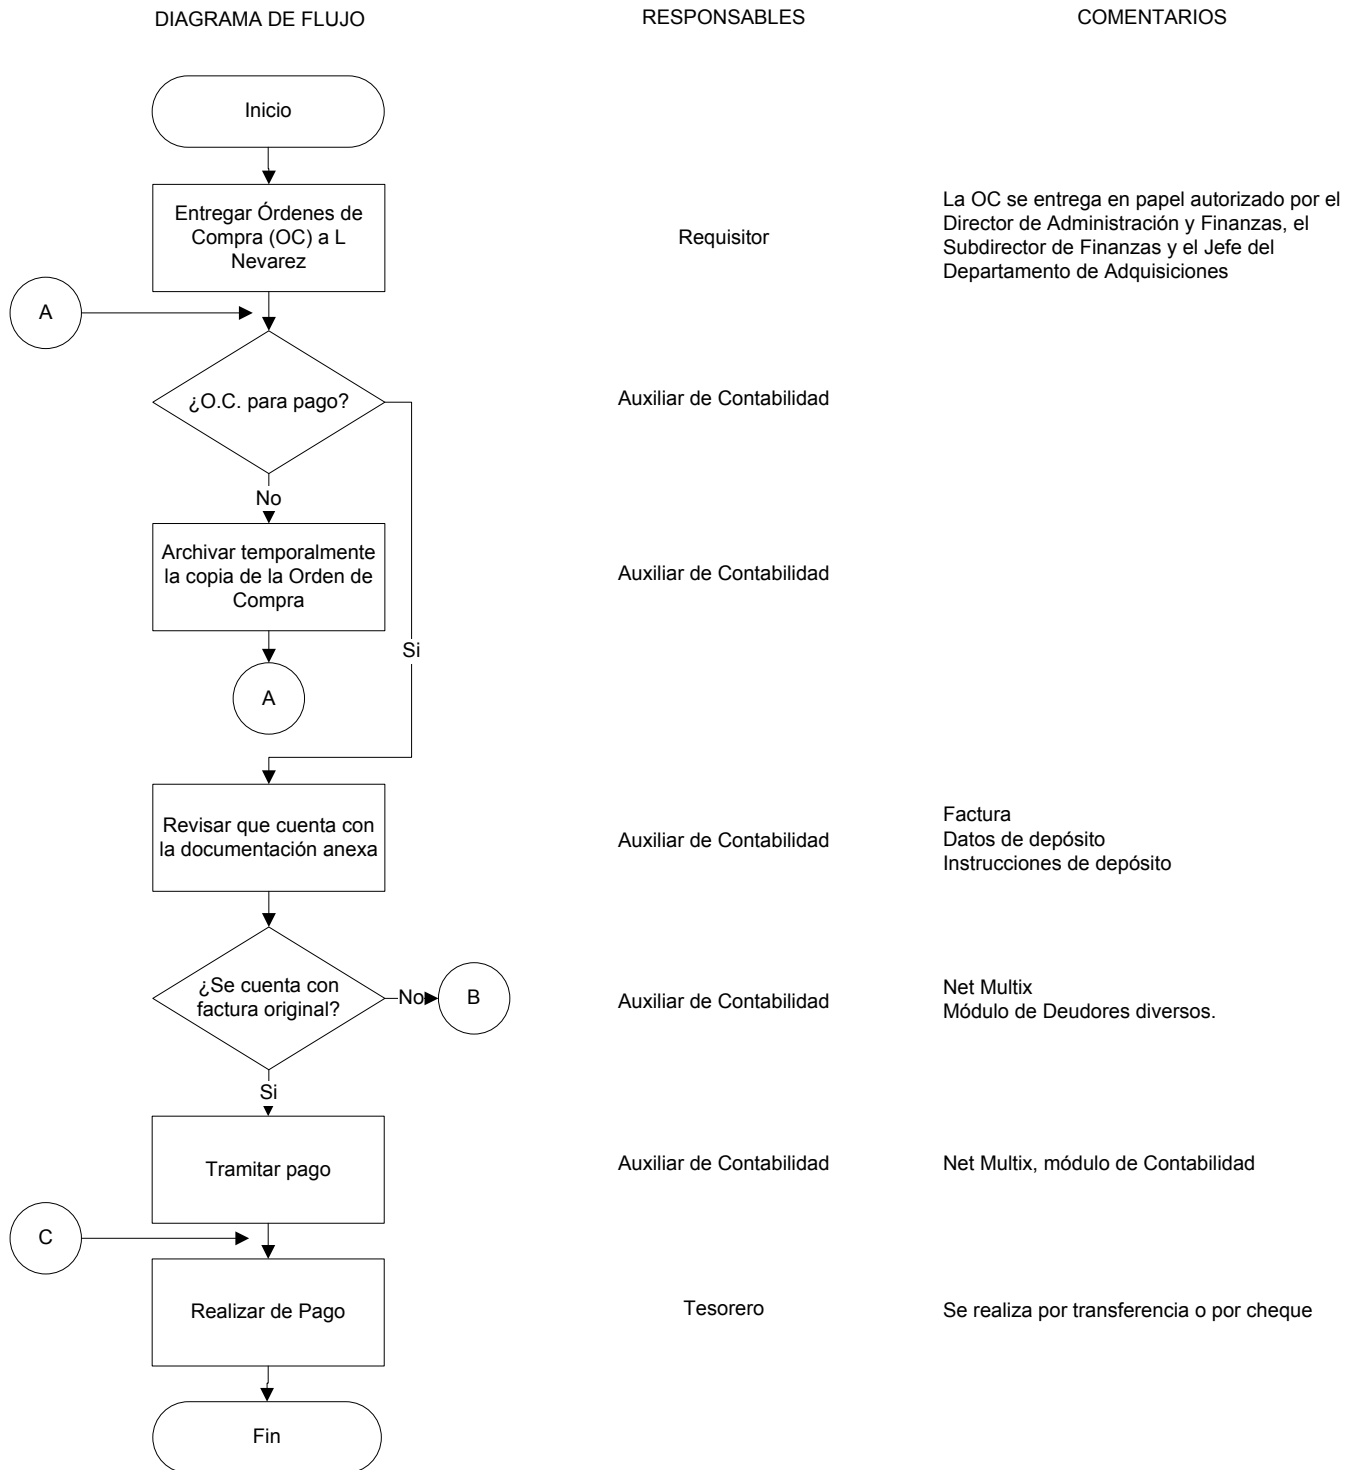 DIAGRAMA DE FLUJO
RESPONSABLES
COMENTARIOS
Inicio
Entregar Órdenes de
Compra (OC) a L
Nevarez
Requisitor
La OC se entrega en papel autorizado por el
Director de Administración y Finanzas, el
Subdirector de Finanzas y el Jefe del
Departamento de Adquisiciones
A
¿O.C. para pago?
Auxiliar de Contabilidad
No
Archivar temporalmente
la copia de la Orden de
Compra
Auxiliar de Contabilidad
Si
A
Revisar que cuenta con
la documentación anexa
Auxiliar de Contabilidad
Factura
Datos de depósito
Instrucciones de depósito
¿Se cuenta con
factura original?
No
B
Auxiliar de Contabilidad
Net Multix
Módulo de Deudores diversos.
Si
Tramitar pago
Auxiliar de Contabilidad
Net Multix, módulo de Contabilidad
C
Realizar de Pago
Tesorero
Se realiza por transferencia o por cheque
Fin